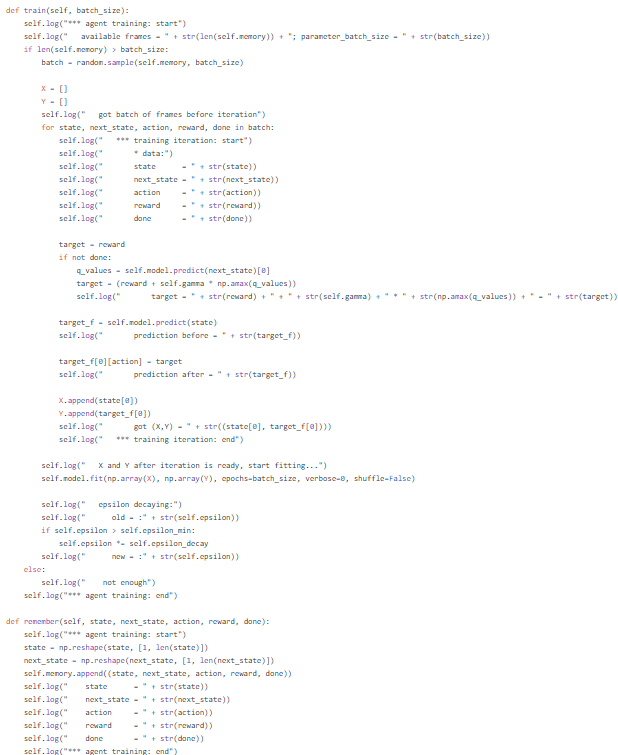 def train(self, batch_size):
    self.log("*** agent training: start")
    self.log("   available frames = " + str(len(self.memory)) + "; parameter_batch_size = " + str(batch_size))
    if len(self.memory) > batch_size:
        batch = random.sample(self.memory, batch_size)

        X = []
        Y = []
        self.log("   got batch of frames before iteration")
        for state, next_state, action, reward, done in batch:
            self.log("   *** training iteration: start")
            self.log("       * data:")
            self.log("       state      = " + str(state))
            self.log("       next_state = " + str(next_state))
            self.log("       action     = " + str(action))
            self.log("       reward     = " + str(reward))
            self.log("       done       = " + str(done))

            target = reward
            if not done:
                q_values = self.model.predict(next_state)[0]
                target = (reward + self.gamma * np.amax(q_values))
                self.log("       target = " + str(reward) + " + " + str(self.gamma) + " * " + str(np.amax(q_values)) + " = " + str(target))

            target_f = self.model.predict(state)
            self.log("       prediction before = " + str(target_f))

            target_f[0][action] = target
            self.log("       prediction after = " + str(target_f))

            X.append(state[0])
            Y.append(target_f[0])
            self.log("       got (X,Y) = " + str((state[0], target_f[0])))
            self.log("   *** training iteration: end")

        self.log("   X and Y after iteration is ready, start fitting...")
        self.model.fit(np.array(X), np.array(Y), epochs=batch_size, verbose=0, shuffle=False)

        self.log("   epsilon decaying:")
        self.log("      old = :" + str(self.epsilon))
        if self.epsilon > self.epsilon_min:
            self.epsilon *= self.epsilon_decay
        self.log("      new = :" + str(self.epsilon))
    else:
        self.log("    not enough")
    self.log("*** agent training: end")

def remember(self, state, next_state, action, reward, done):
    self.log("*** agent training: start")
    state = np.reshape(state, [1, len(state)])
    next_state = np.reshape(next_state, [1, len(next_state)])
    self.memory.append((state, next_state, action, reward, done))
    self.log("    state      = " + str(state))
    self.log("    next_state = " + str(next_state))
    self.log("    action     = " + str(action))
    self.log("    reward     = " + str(reward))
    self.log("    done       = " + str(done))
    self.log("*** agent training: end")